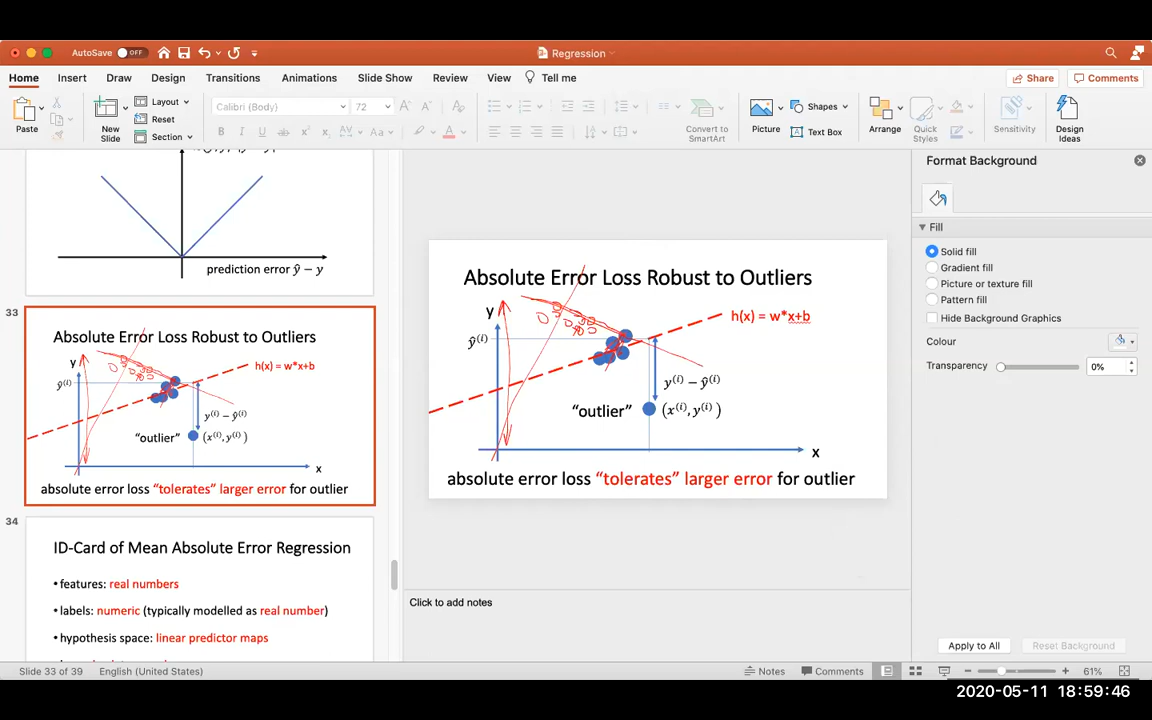 AutoSave OFF
Regression
Home Insert Draw Design Transitions Animations Slide Show Review View Tell me
Share Comments
Paste
New Slide
Layout
Reset
Section
Calibri (Body) 72
Convert to SmartArt
Picture
Shapes
Text Box
Arrange
Quick Styles
Sensitivity
Design Ideas
prediction error ŷ − y
33
Absolute Error Loss Robust to Outliers
y
h(x) = w*x+b
ŷ⁽ⁱ⁾
y⁽ⁱ⁾ − ŷ⁽ⁱ⁾
“outlier” (x⁽ⁱ⁾, y⁽ⁱ⁾ )
x
absolute error loss “tolerates” larger error for outlier
34
ID-Card of Mean Absolute Error Regression
• features: real numbers
• labels: numeric (typically modelled as real number)
• hypothesis space: linear predictor maps
Absolute Error Loss Robust to Outliers
y
h(x) = w*x+b
ŷ⁽ⁱ⁾
y⁽ⁱ⁾ − ŷ⁽ⁱ⁾
“outlier” (x⁽ⁱ⁾, y⁽ⁱ⁾ )
x
absolute error loss “tolerates” larger error for outlier
Click to add notes
Format Background
Fill
Solid fill
Gradient fill
Picture or texture fill
Pattern fill
Hide Background Graphics
Colour
Transparency 0%
Apply to All Reset Background
Slide 33 of 39 English (United States)
Notes Comments 61%
2020-05-11 18:59:46